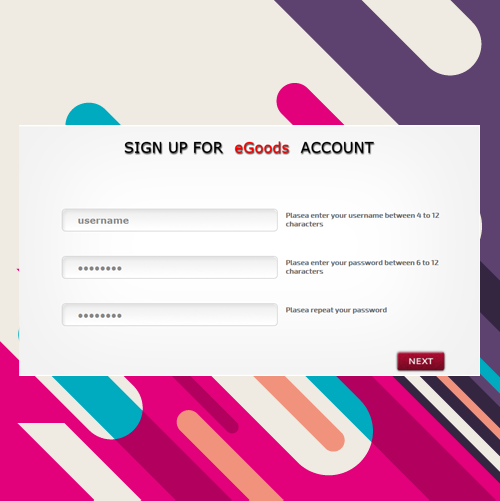 SIGN UP FOR eGoods ACCOUNT
username
Plasea enter your username between 4 to 12
characters
••••••••
Plasea enter your password between 6 to 12
characters
••••••••
Plasea repeat your password
NEXT